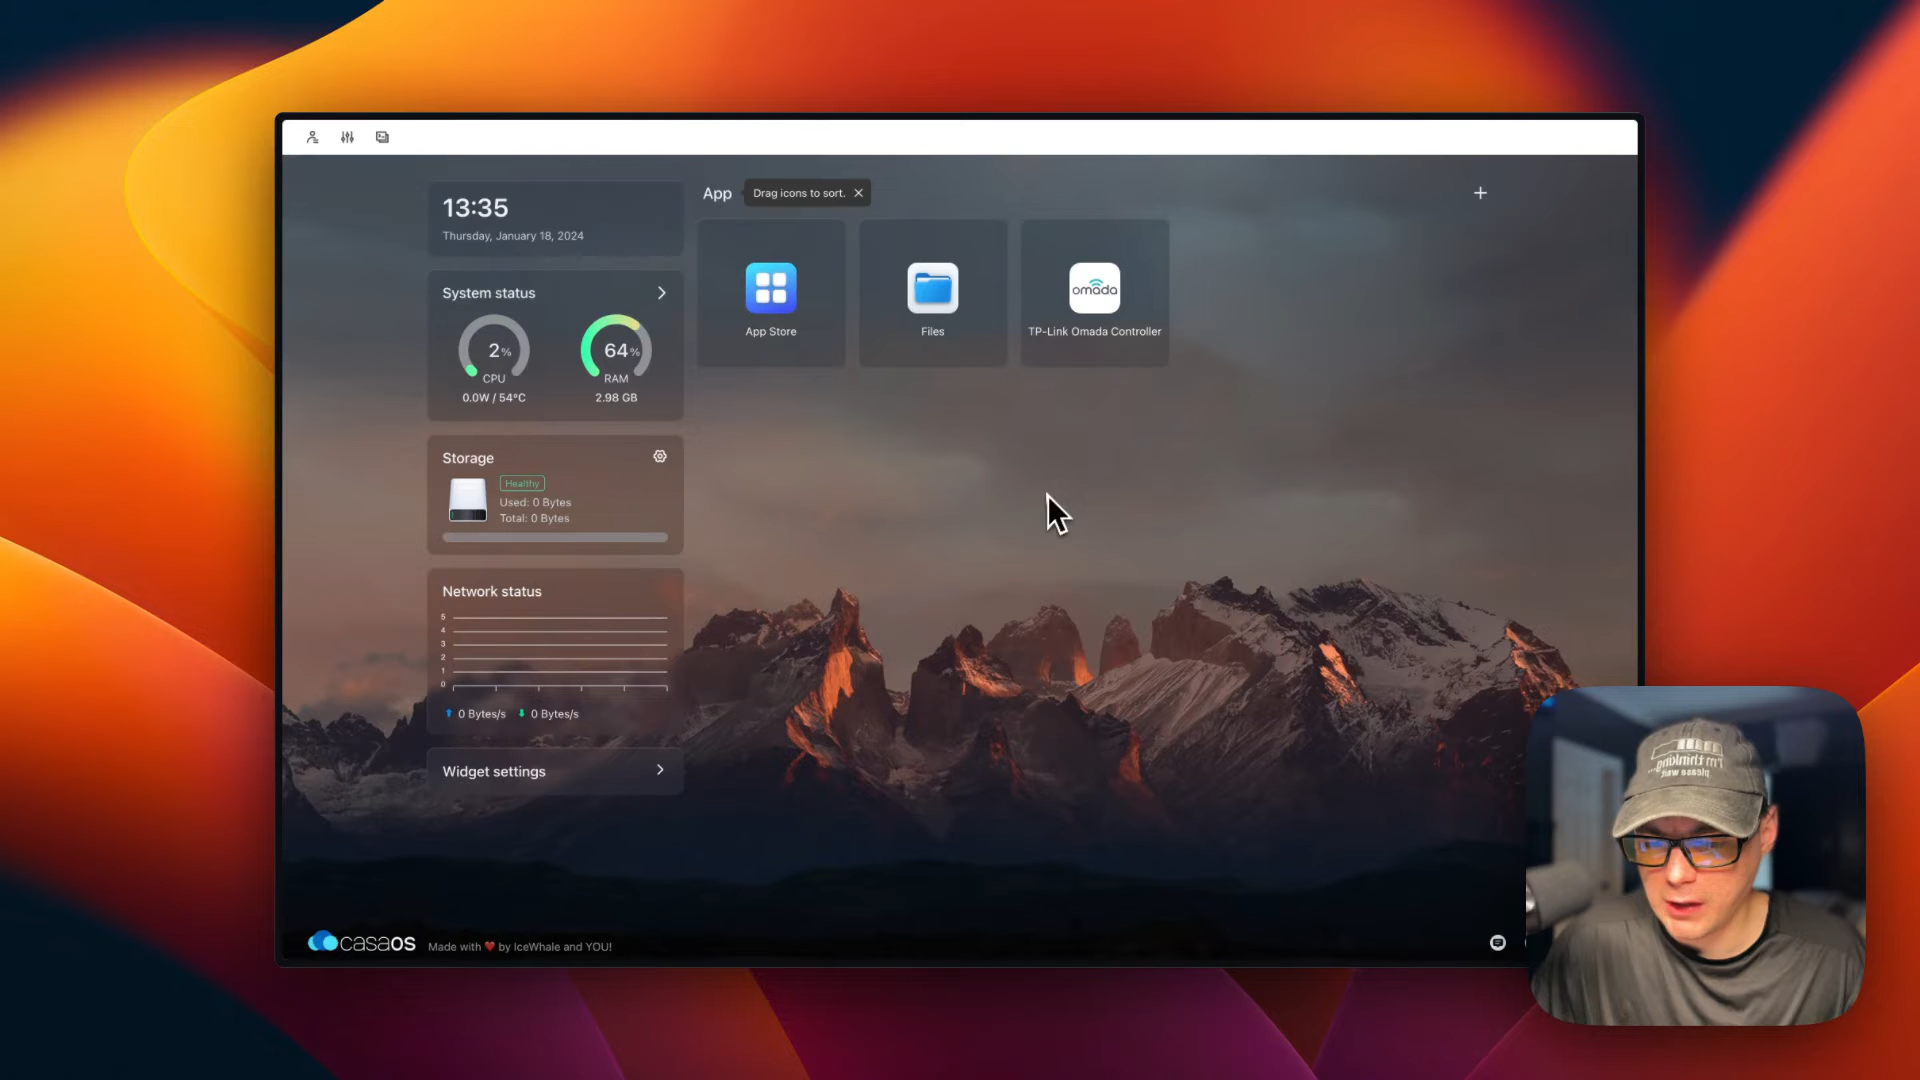 13:35
Thursday, January 18, 2024
System status
2%
CPU
0.0W / 54°C
64%
RAM
2.98 GB
Storage
Healthy
Used: 0 Bytes
Total: 0 Bytes
Network status
5
4
3
2
1
0
0 Bytes/s
0 Bytes/s
Widget settings
App
Drag icons to sort.
App Store
Files
omada
TP-Link Omada Controller
casaOS
Made with ❤ by IceWhale and YOU!
I'm thinking
please wait...